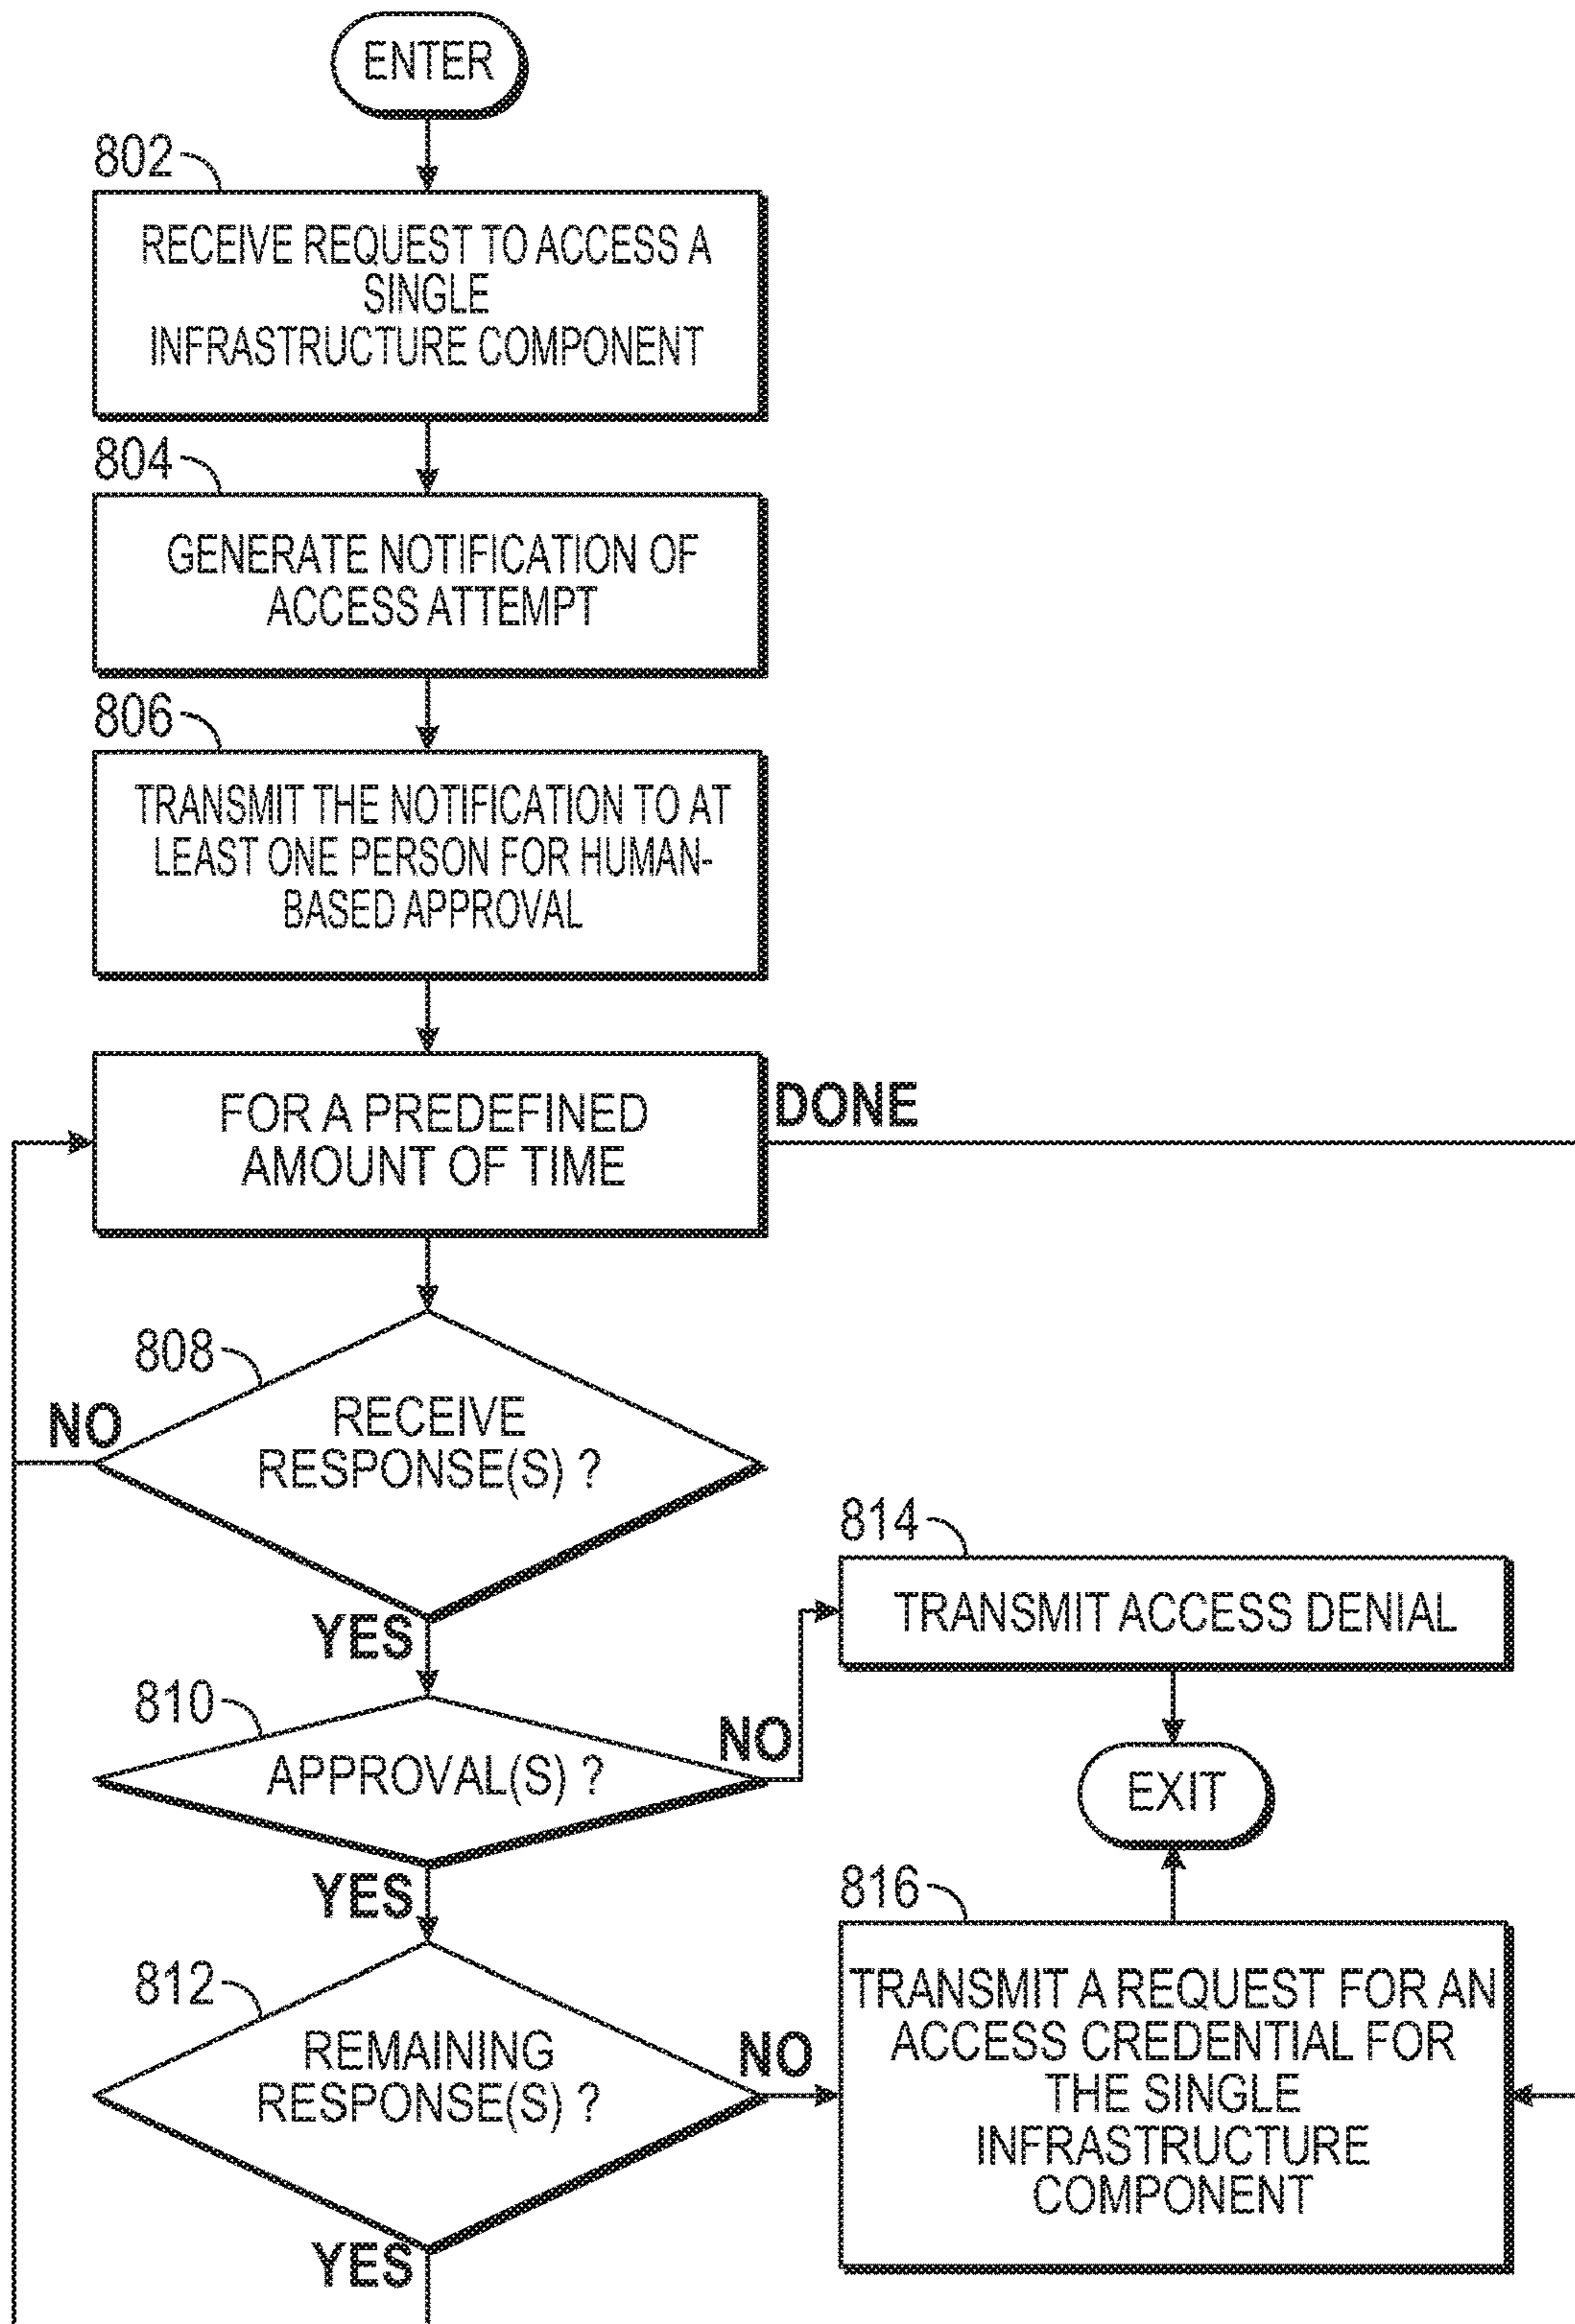 ENTER
802
RECEIVE REQUEST TO ACCESS A
SINGLE
INFRASTRUCTURE COMPONENT
804
GENERATE NOTIFICATION OF
ACCESS ATTEMPT
806
TRANSMIT THE NOTIFICATION TO AT
LEAST ONE PERSON FOR HUMAN-
BASED APPROVAL
FOR A PREDEFINED
AMOUNT OF TIME
DONE
808
RECEIVE
RESPONSE(S) ?
NO
YES
810
APPROVAL(S) ?
NO
YES
814
TRANSMIT ACCESS DENIAL
EXIT
812
REMAINING
RESPONSE(S) ?
NO
YES
816
TRANSMIT A REQUEST FOR AN
ACCESS CREDENTIAL FOR
THE SINGLE
INFRASTRUCTURE
COMPONENT